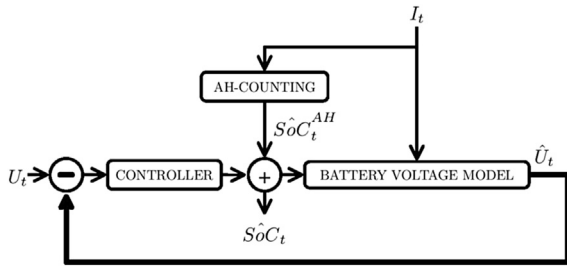 I_t
AH-COUNTING
SôC_t^{AH}
U_t
−
CONTROLLER
+
BATTERY VOLTAGE MODEL
Û_t
SôC_t